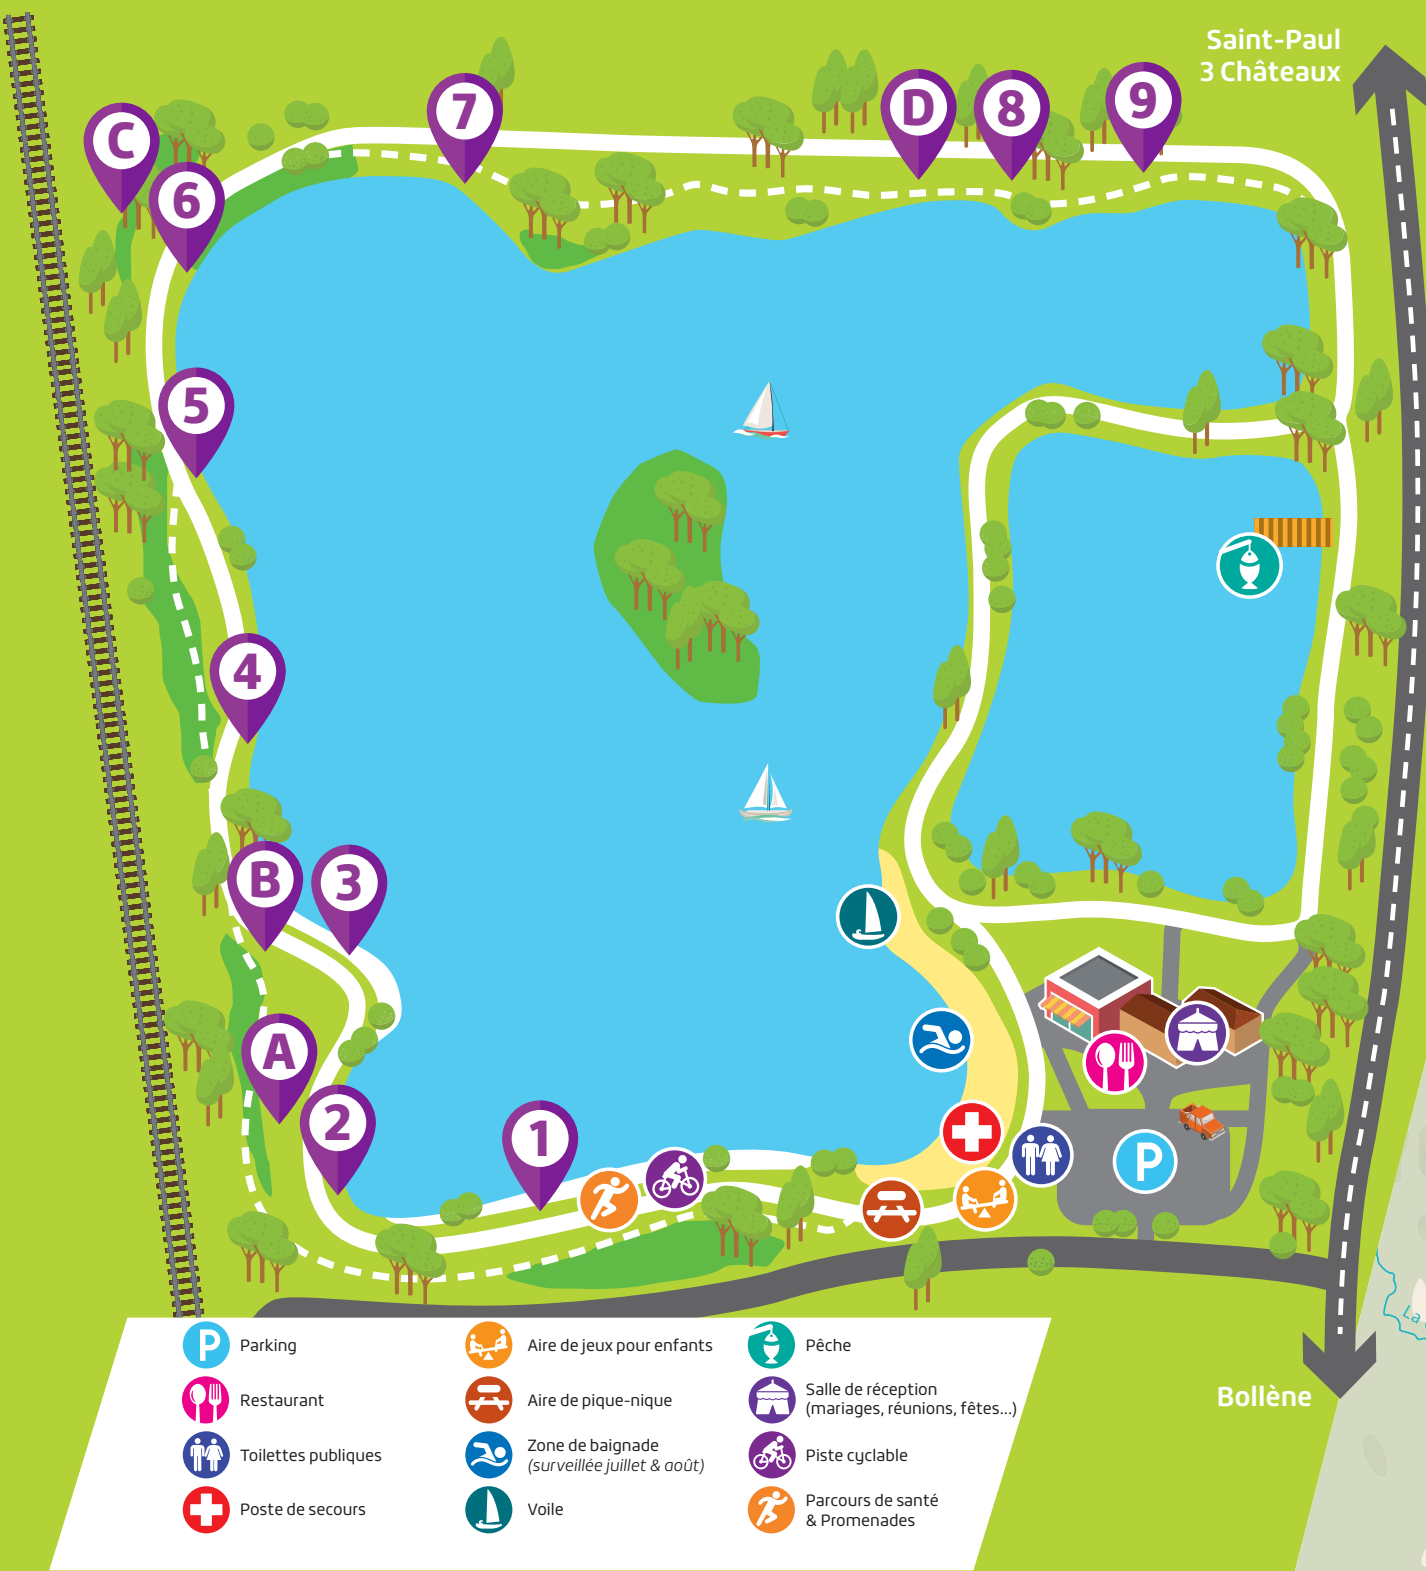 Saint-Paul
3 Châteaux
7
D
8
9
C
6
5
4
B
3
A
2
1
P
La
Bollène
P Parking
Restaurant
Toilettes publiques
Poste de secours
Aire de jeux pour enfants
Aire de pique-nique
Zone de baignade
(surveillée juillet & août)
Voile
Pêche
Salle de réception
(mariages, réunions, fêtes...)
Piste cyclable
Parcours de santé
& Promenades